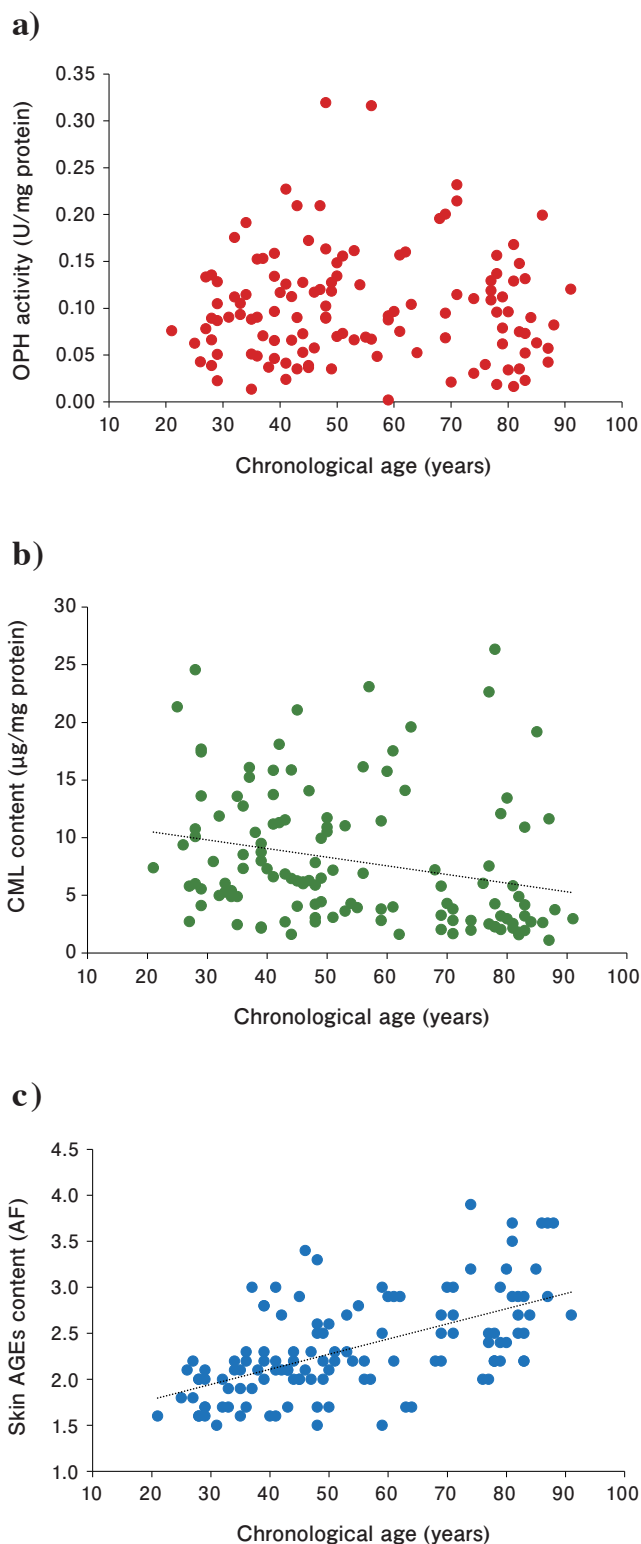 a)
0.35
0.30
0.25
0.20
0.15
0.10
0.05
0.00
OPH activity (U/mg protein)
10 20 30 40 50 60 70 80 90 100
Chronological age (years)
b)
30
25
20
15
10
5
0
CML content (µg/mg protein)
10 20 30 40 50 60 70 80 90 100
Chronological age (years)
c)
4.5
4.0
3.5
3.0
2.5
2.0
1.5
1.0
Skin AGEs content (AF)
10 20 30 40 50 60 70 80 90 100
Chronological age (years)